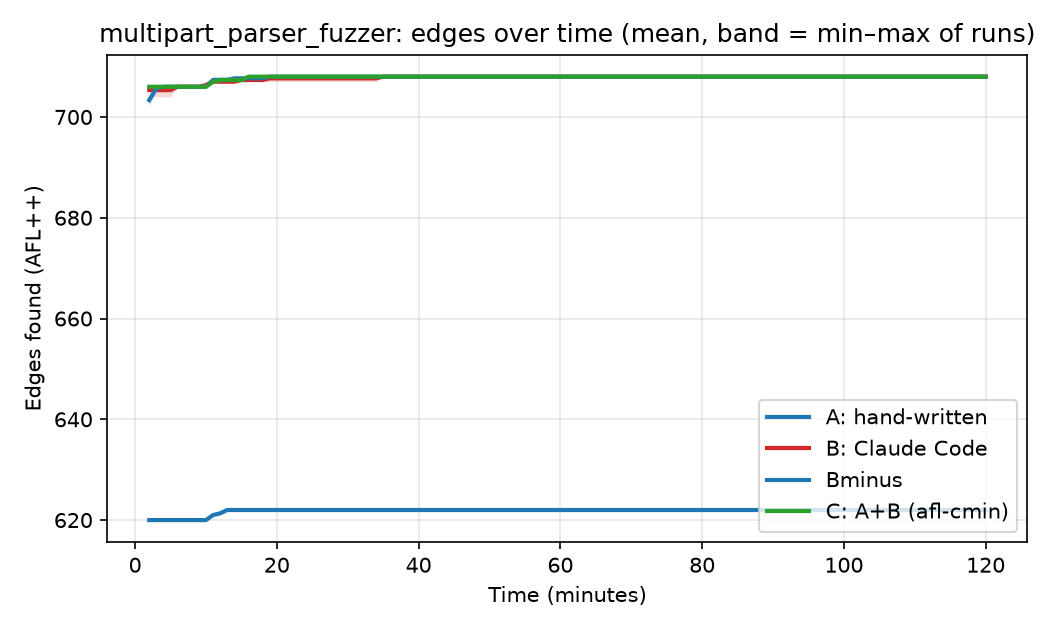 multipart_parser_fuzzer: edges over time (mean, band = min–max of runs)
Edges found (AFL++)
700
680
660
640
620
A: hand-written
B: Claude Code
Bminus
C: A+B (afl-cmin)
0 20 40 60 80 100 120
Time (minutes)